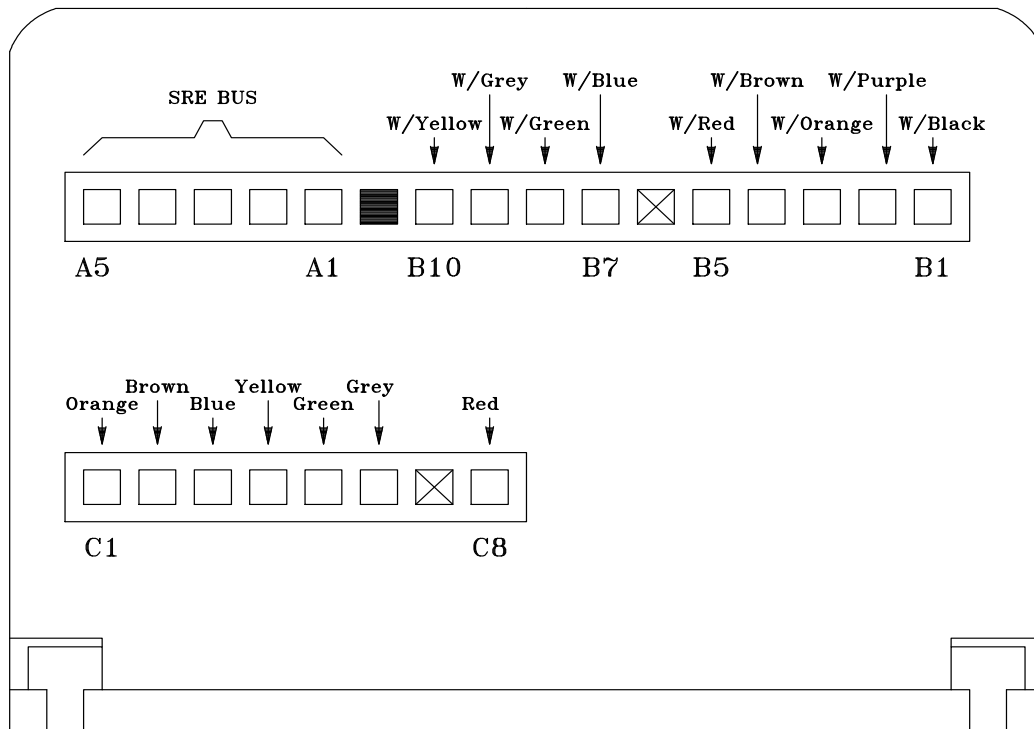 W/Grey W/Blue W/Brown W/Purple
SRE BUS
W/Yellow W/Green W/Red W/Orange W/Black
A5 A1 B10 B7 B5 B1
Brown Yellow Grey
Orange Blue Green Red
C1 C8